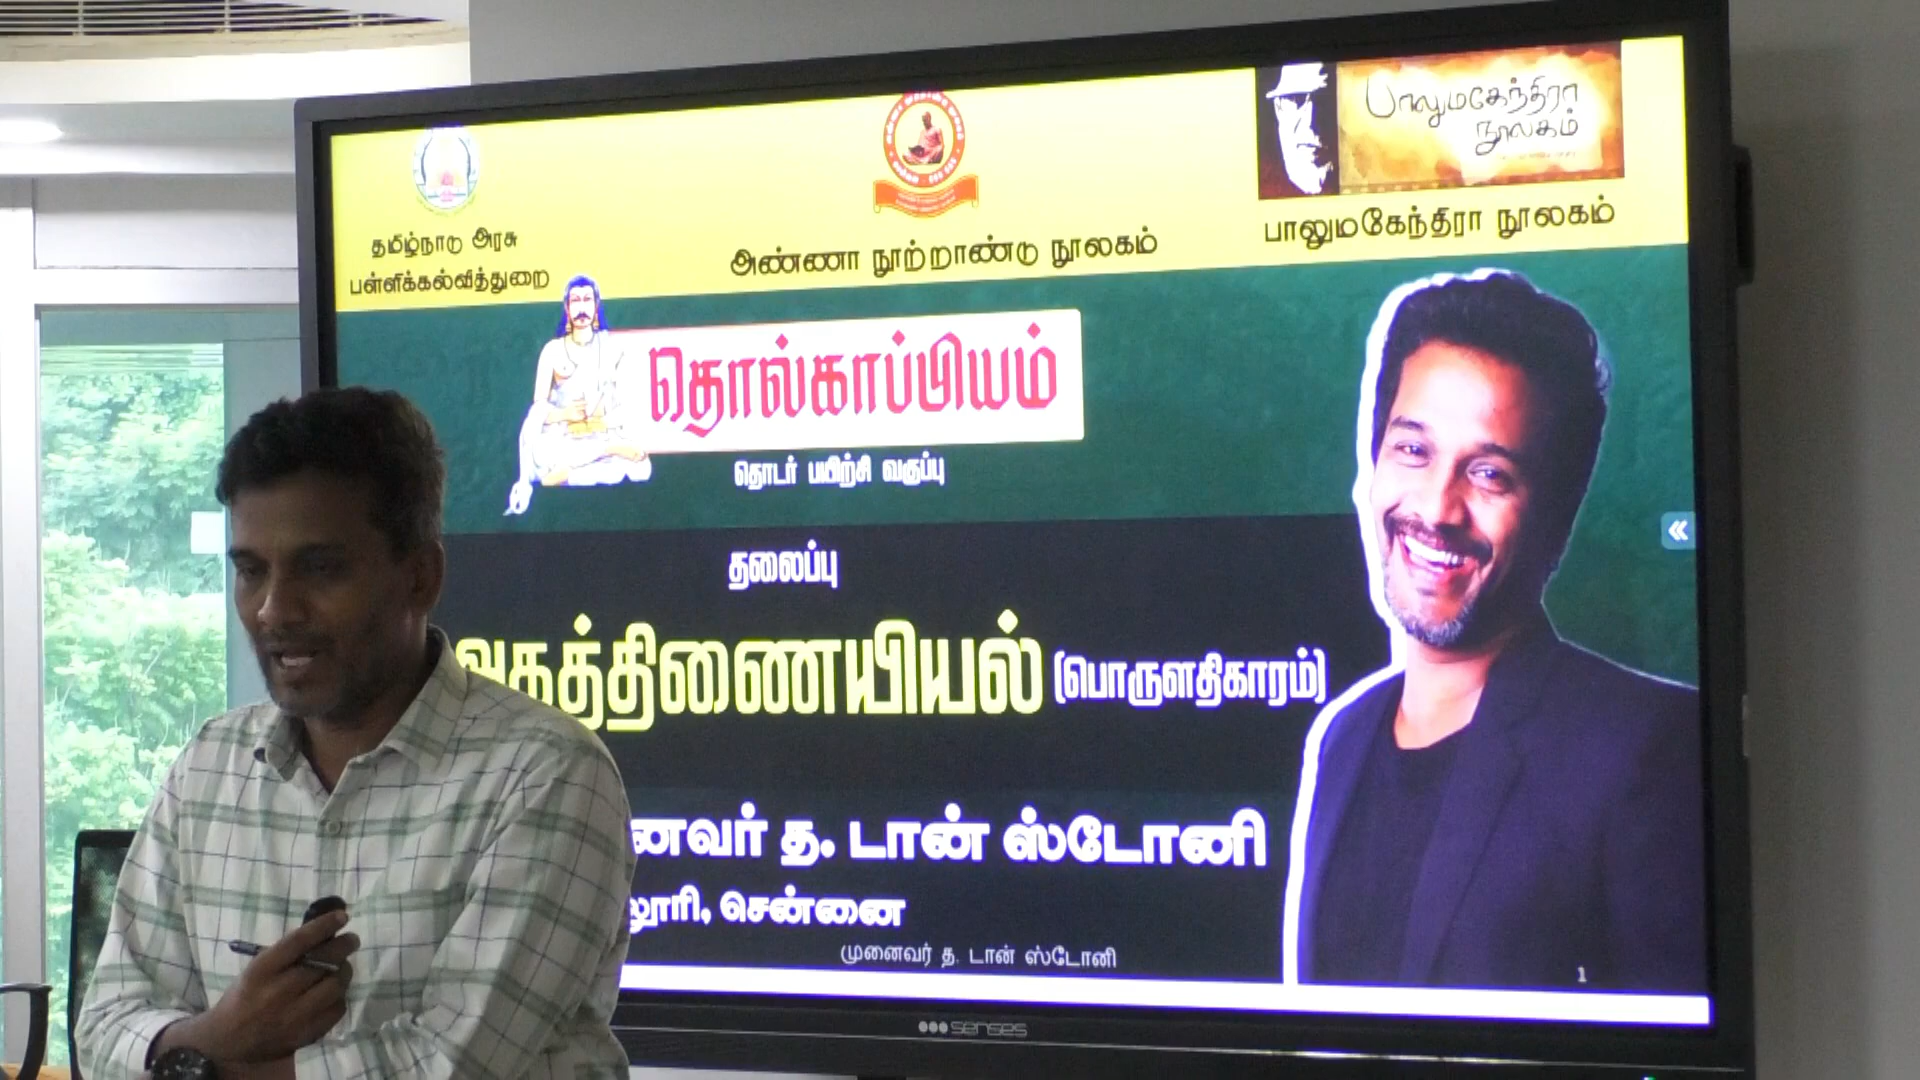 தமிழ்நாடு அரசு
பள்ளிக்கல்வித்துறை
அண்ணா நூற்றாண்டு நூலகம்
பாலுமகேந்திரா
நூலகம்
பாலுமகேந்திரா நூலகம்
தொல்காப்பியம்
தொடர் பயிற்சி வகுப்பு
தலைப்பு
அகத்திணையியல் (பொருளதிகாரம்)
னவர் த. டான் ஸ்டோனி
லூரி, சென்னை
முனைவர் த. டான் ஸ்டோனி
1
senses